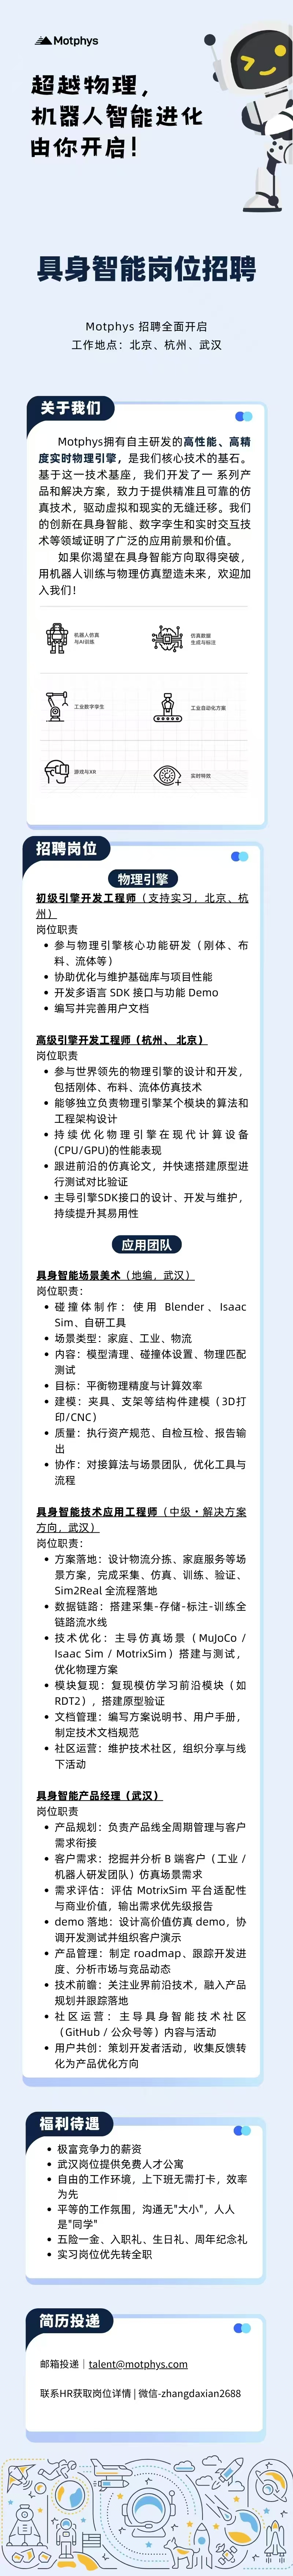 Motphys
超越物理，
机器人智能进化
由你开启！
具身智能岗位招聘
Motphys 招聘全面开启
工作地点：北京、杭州、武汉
关于我们
Motphys拥有自主研发的高性能、高精
度实时物理引擎，是我们核心技术的基石。
基于这一技术基座，我们开发了一 系列产
品和解决方案，致力于提供精准且可靠的仿
真技术，驱动虚拟和现实的无缝迁移。我们
的创新在具身智能、数字孪生和实时交互技
术等领域证明了广泛的应用前景和价值。
如果你渴望在具身智能方向取得突破，
用机器人训练与物理仿真塑造未来，欢迎加
入我们！
机器人仿真
与AI训练
仿真数据
生成与标注
工业数字孪生
工业自动化方案
游戏与XR
实时特效
招聘岗位
物理引擎
初级引擎开发工程师（支持实习，北京、杭
州）
岗位职责
• 参与物理引擎核心功能研发（刚体、布
料、流体等）
• 协助优化与维护基础库与项目性能
• 开发多语言 SDK 接口与功能 Demo
• 编写并完善用户文档
高级引擎开发工程师（杭州、 北京）
岗位职责
• 参与世界领先的物理引擎的设计和开发，
包括刚体、布料、流体仿真技术
• 能够独立负责物理引擎某个模块的算法和
工程架构设计
• 持续优化物理引擎在现代计算设备
(CPU/GPU)的性能表现
• 跟进前沿的仿真论文，并快速搭建原型进
行测试对比验证
• 主导引擎SDK接口的设计、开发与维护，
持续提升其易用性
应用团队
具身智能场景美术（地编，武汉）
岗位职责：
• 碰撞体制作：使用 Blender、Isaac
Sim、自研工具
• 场景类型：家庭、工业、物流
• 内容：模型清理、碰撞体设置、物理匹配
测试
• 目标：平衡物理精度与计算效率
• 建模：夹具、支架等结构件建模（3D打
印/CNC）
• 质量：执行资产规范、自检互检、报告输
出
• 协作：对接算法与场景团队，优化工具与
流程
具身智能技术应用工程师（中级・解决方案
方向，武汉）
岗位职责：
• 方案落地：设计物流分拣、家庭服务等场
景方案，完成采集、仿真、训练、验证、
Sim2Real 全流程落地
• 数据链路：搭建采集-存储-标注-训练全
链路流水线
• 技术优化：主导仿真场景（MuJoCo /
Isaac Sim / MotrixSim）搭建与测试，
优化物理方案
• 模块复现：复现模仿学习前沿模块（如
RDT2），搭建原型验证
• 文档管理：编写方案说明书、用户手册，
制定技术文档规范
• 社区运营：维护技术社区，组织分享与线
下活动
具身智能产品经理（武汉）
岗位职责
• 产品规划：负责产品线全周期管理与客户
需求衔接
• 客户需求：挖掘并分析 B 端客户（工业 /
机器人研发团队）仿真场景需求
• 需求评估：评估 MotrixSim 平台适配性
与商业价值，输出需求优先级报告
• demo 落地：设计高价值仿真 demo，协
调开发测试并组织客户演示
• 产品管理：制定 roadmap、跟踪开发进
度、分析市场与竞品动态
• 技术前瞻：关注业界前沿技术，融入产品
规划并跟踪落地
• 社区运营：主导具身智能技术社区
（GitHub / 公众号等）内容与活动
• 用户共创：策划开发者活动，收集反馈转
化为产品优化方向
福利待遇
• 极富竞争力的薪资
• 武汉岗位提供免费人才公寓
• 自由的工作环境，上下班无需打卡，效率
为先
• 平等的工作氛围，沟通无"大小"，人人
是"同学"
• 五险一金、入职礼、生日礼、周年纪念礼
• 实习岗位优先转全职
简历投递
邮箱投递｜talent@motphys.com
联系HR获取岗位详情 | 微信-zhangdaxian2688